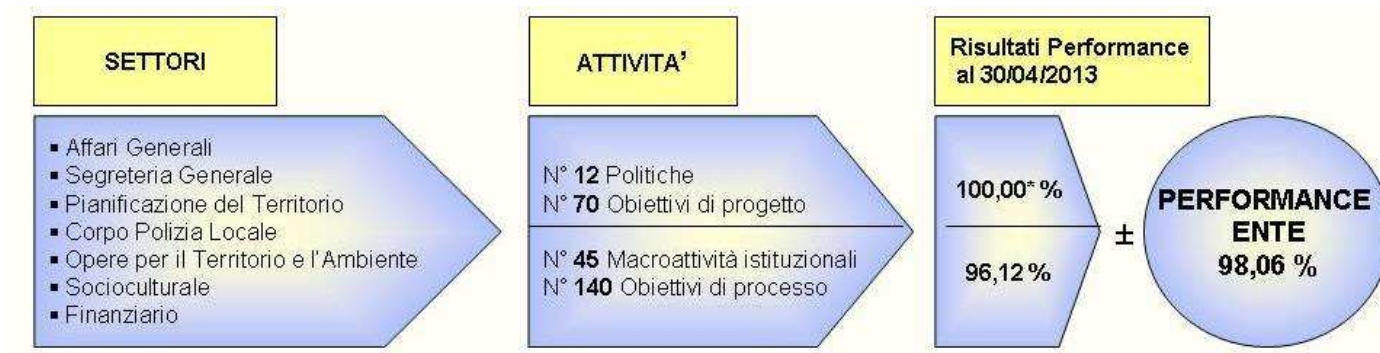 SETTORI
▪ Affari Generali
▪ Segreteria Generale
▪ Pianificazione del Territorio
▪ Corpo Polizia Locale
▪ Opere per il Territorio e l'Ambiente
▪ Socioculturale
▪ Finanziario
ATTIVITA'
N° 12 Politiche
N° 70 Obiettivi di progetto
N° 45 Macroattività istituzionali
N° 140 Obiettivi di processo
Risultati Performance
al 30/04/2013
100,00* %
96,12 %
±
PERFORMANCE
ENTE
98,06 %